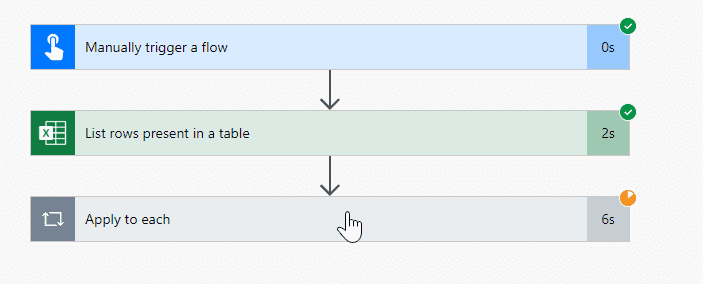 Manually trigger a flow
0s
List rows present in a table
2s
Apply to each
6s